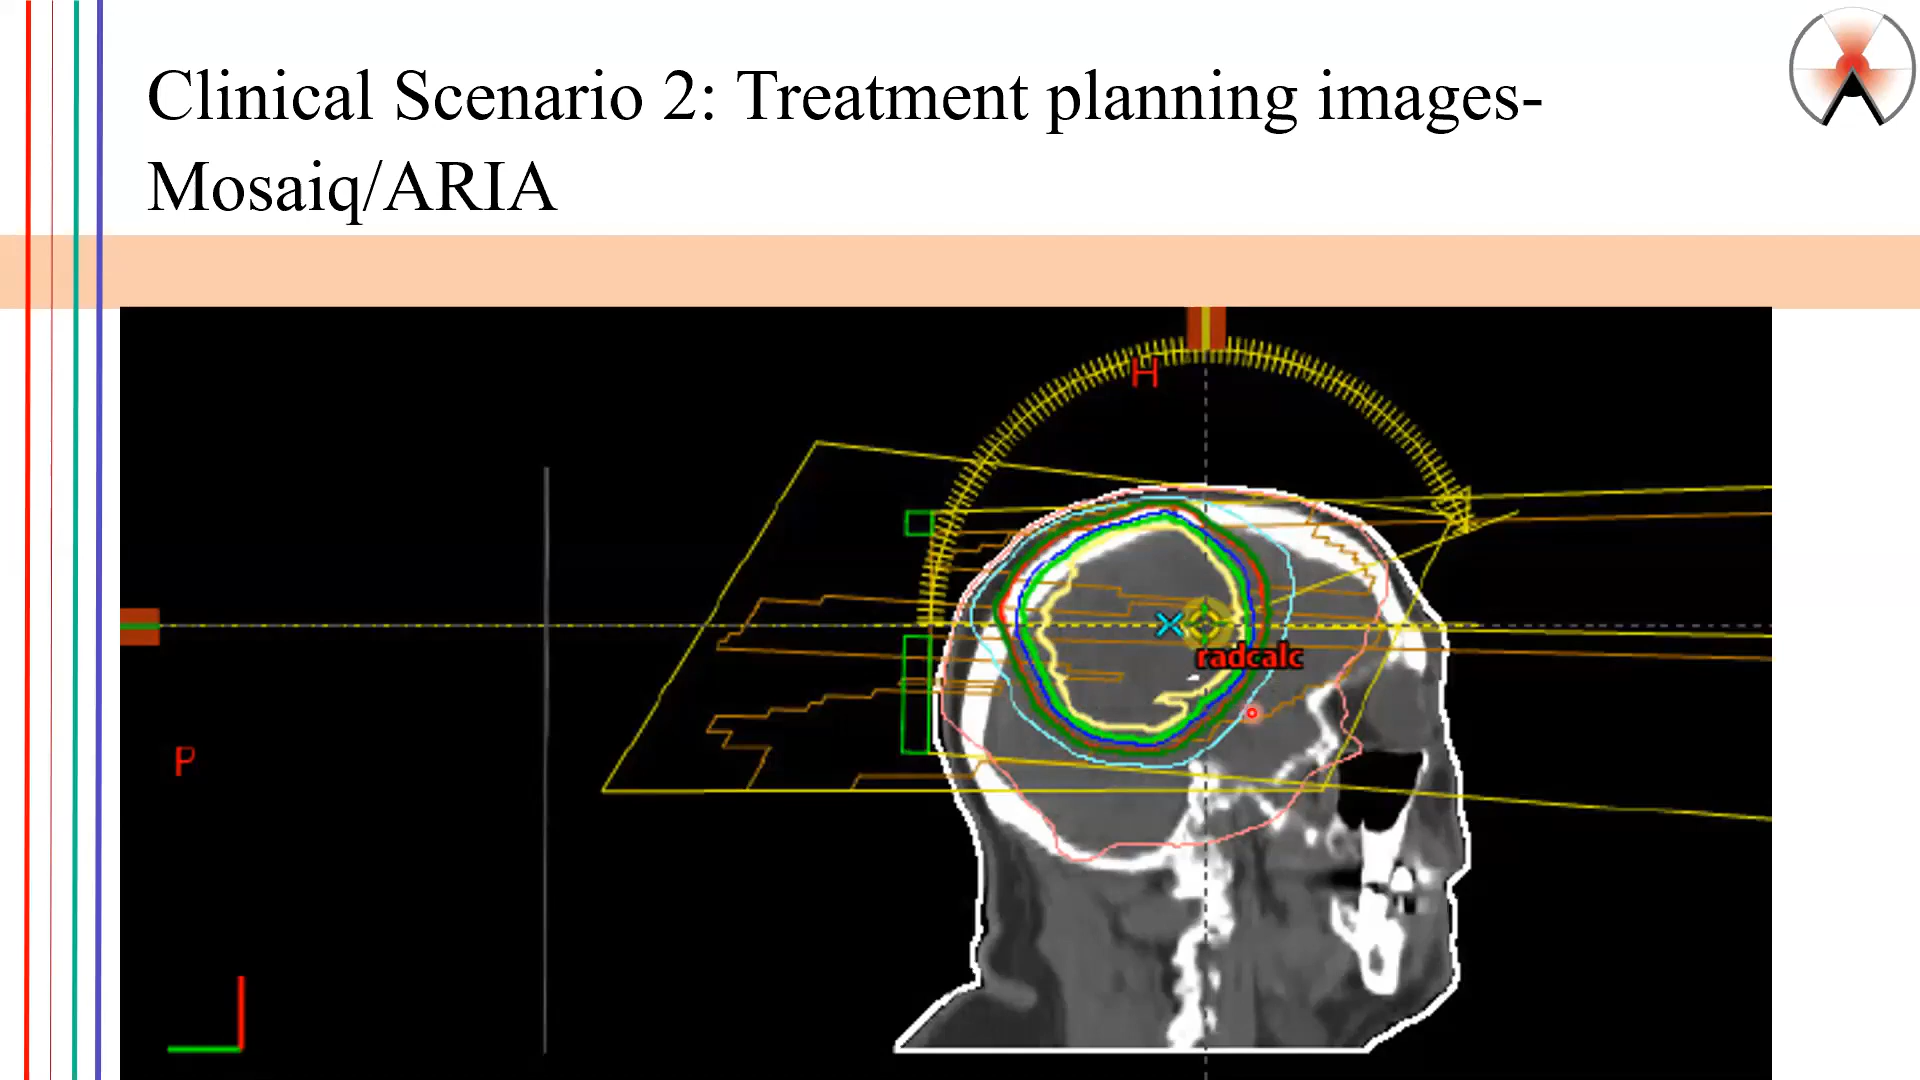 Clinical Scenario 2: Treatment planning images-
Mosaiq/ARIA
H
radcalc
P